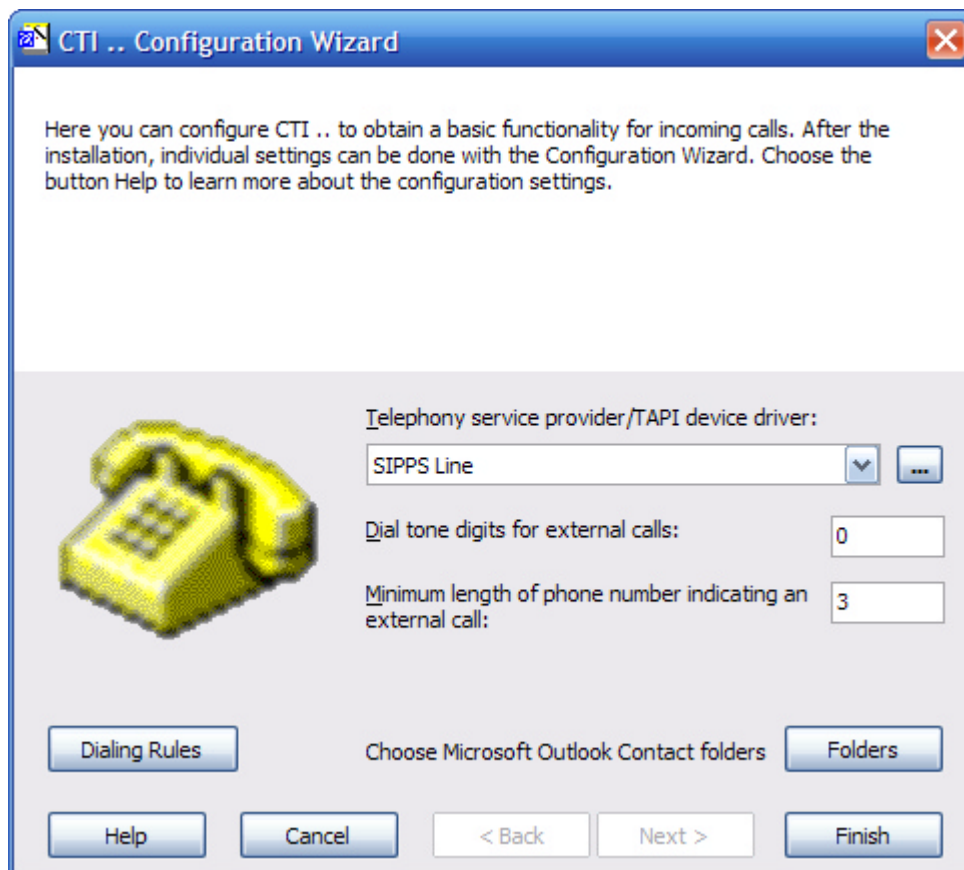 CTI .. Configuration Wizard
Here you can configure CTI .. to obtain a basic functionality for incoming calls. After the
installation, individual settings can be done with the Configuration Wizard. Choose the
button Help to learn more about the configuration settings.
Telephony service provider/TAPI device driver:
SIPPS Line
...
Dial tone digits for external calls:
0
Minimum length of phone number indicating an
external call:
3
Dialing Rules
Choose Microsoft Outlook Contact folders
Folders
Help
Cancel
< Back
Next >
Finish